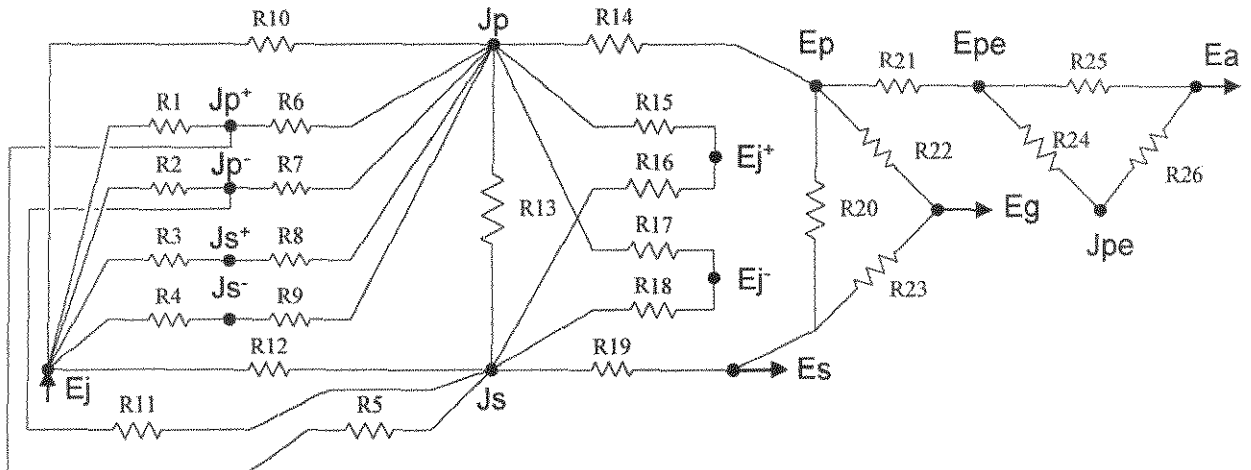 R10
Jp
R14
Ep
Epe
R21
R25
Ea
R1
Jp+
R6
R15
Ej+
R2
Jp-
R7
R16
R22
R24
R26
R13
R20
Eg
Jpe
R3
Js+
R8
R17
R4
Js-
R9
R18
Ej-
R23
R12
R19
Ej
Js
Es
R11
R5